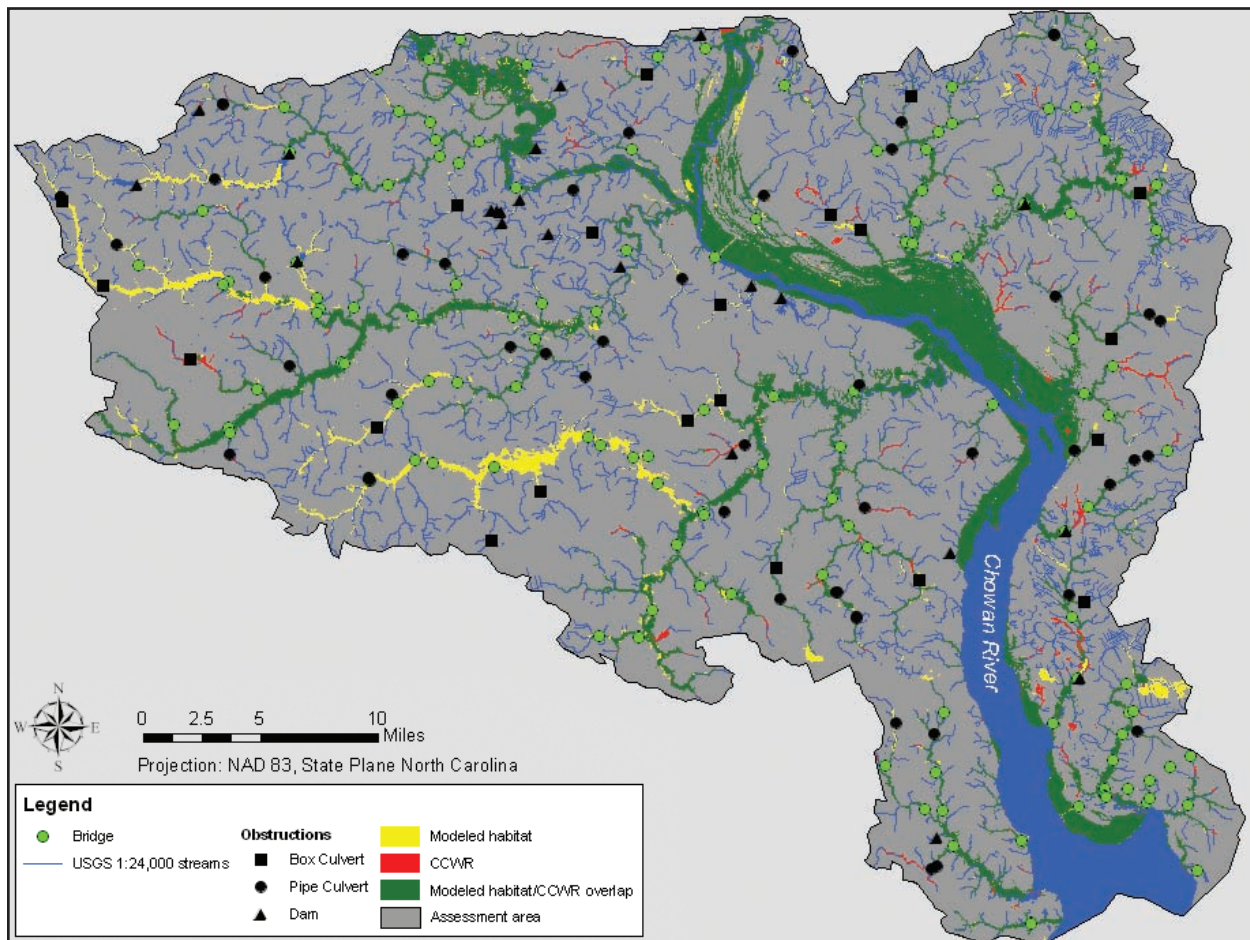 Chowan River
N
W
E
S
0 2.5 5 10
Miles
Projection: NAD 83, State Plane North Carolina
Legend
Bridge
USGS 1:24,000 streams
Obstructions
Box Culvert
Pipe Culvert
Dam
Modeled habitat
CCWR
Modeled habitat/CCWR overlap
Assessment area